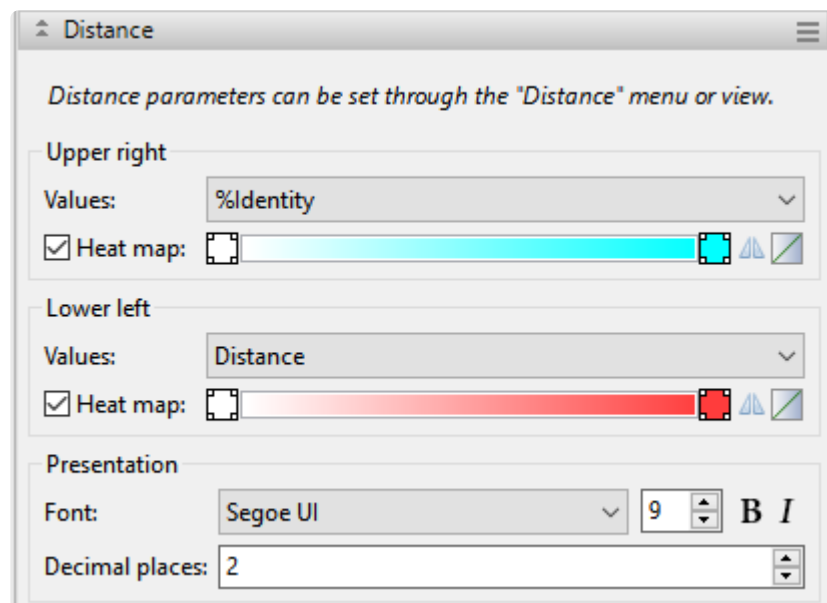 Distance
Distance parameters can be set through the "Distance" menu or view.
Upper right
Values: %Identity
Heat map:
Lower left
Values: Distance
Heat map:
Presentation
Font: Segoe UI 9 B I
Decimal places: 2